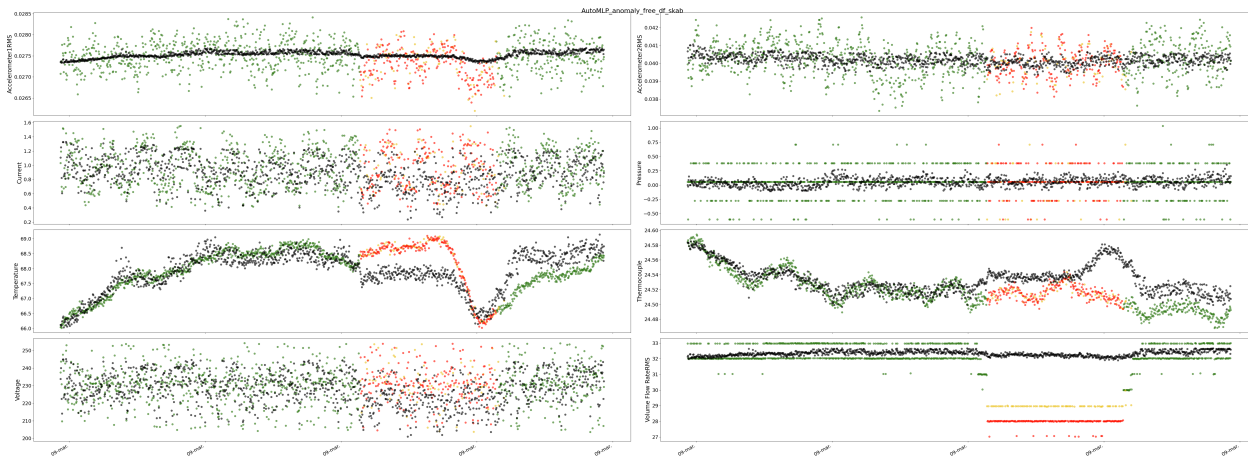 AutoMLP_anomaly_free_df_skab
Accelerometer1RMS
0.0285
0.0280
0.0275
0.0270
0.0265
Accelerometer2RMS
0.042
0.041
0.040
0.039
0.038
Current
1.6
1.4
1.2
1.0
0.8
0.6
0.4
0.2
Pressure
1.00
0.75
0.50
0.25
0.00
−0.25
−0.50
Temperature
69.0
68.5
68.0
67.5
67.0
66.5
66.0
Thermocouple
24.60
24.58
24.56
24.54
24.52
24.50
24.48
Voltage
250
240
230
220
210
200
Volume Flow RateRMS
33
32
31
30
29
28
27
09-mar.
09-mar.
09-mar.
09-mar.
09-mar.
09-mar.
09-mar.
09-mar.
09-mar.
09-mar.